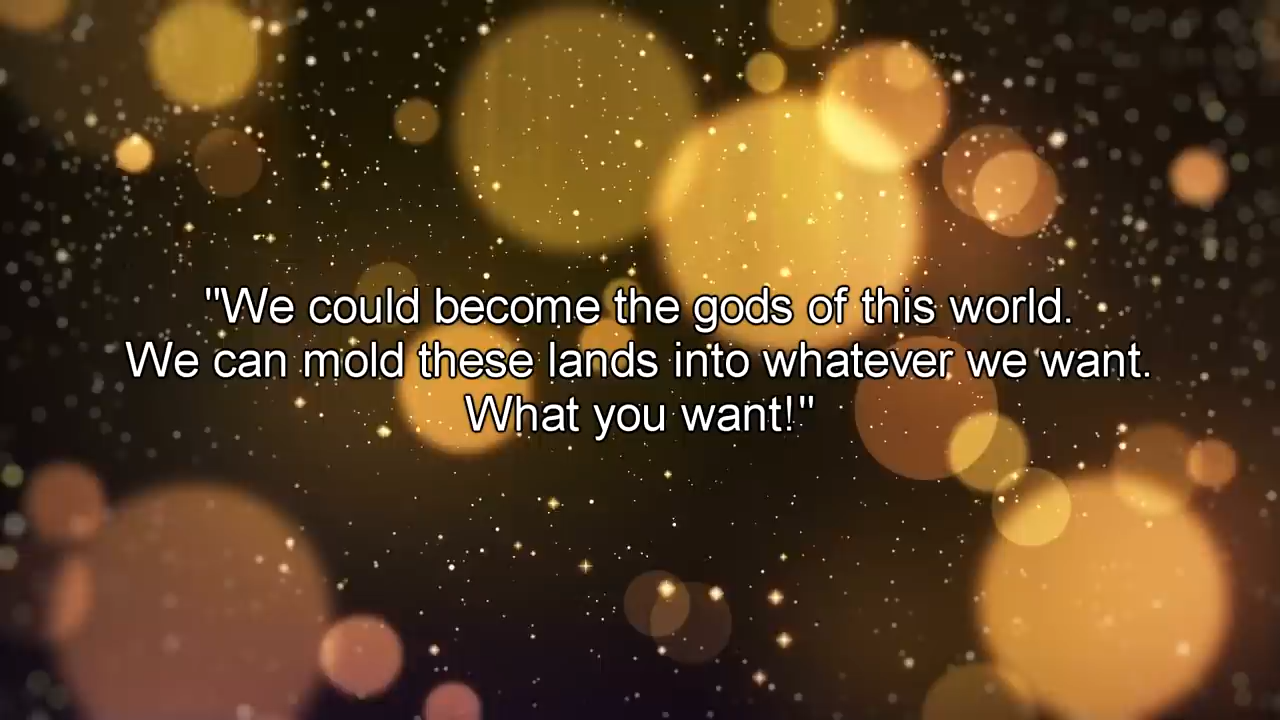 "We could become the gods of this world.
We can mold these lands into whatever we want.
What you want!"